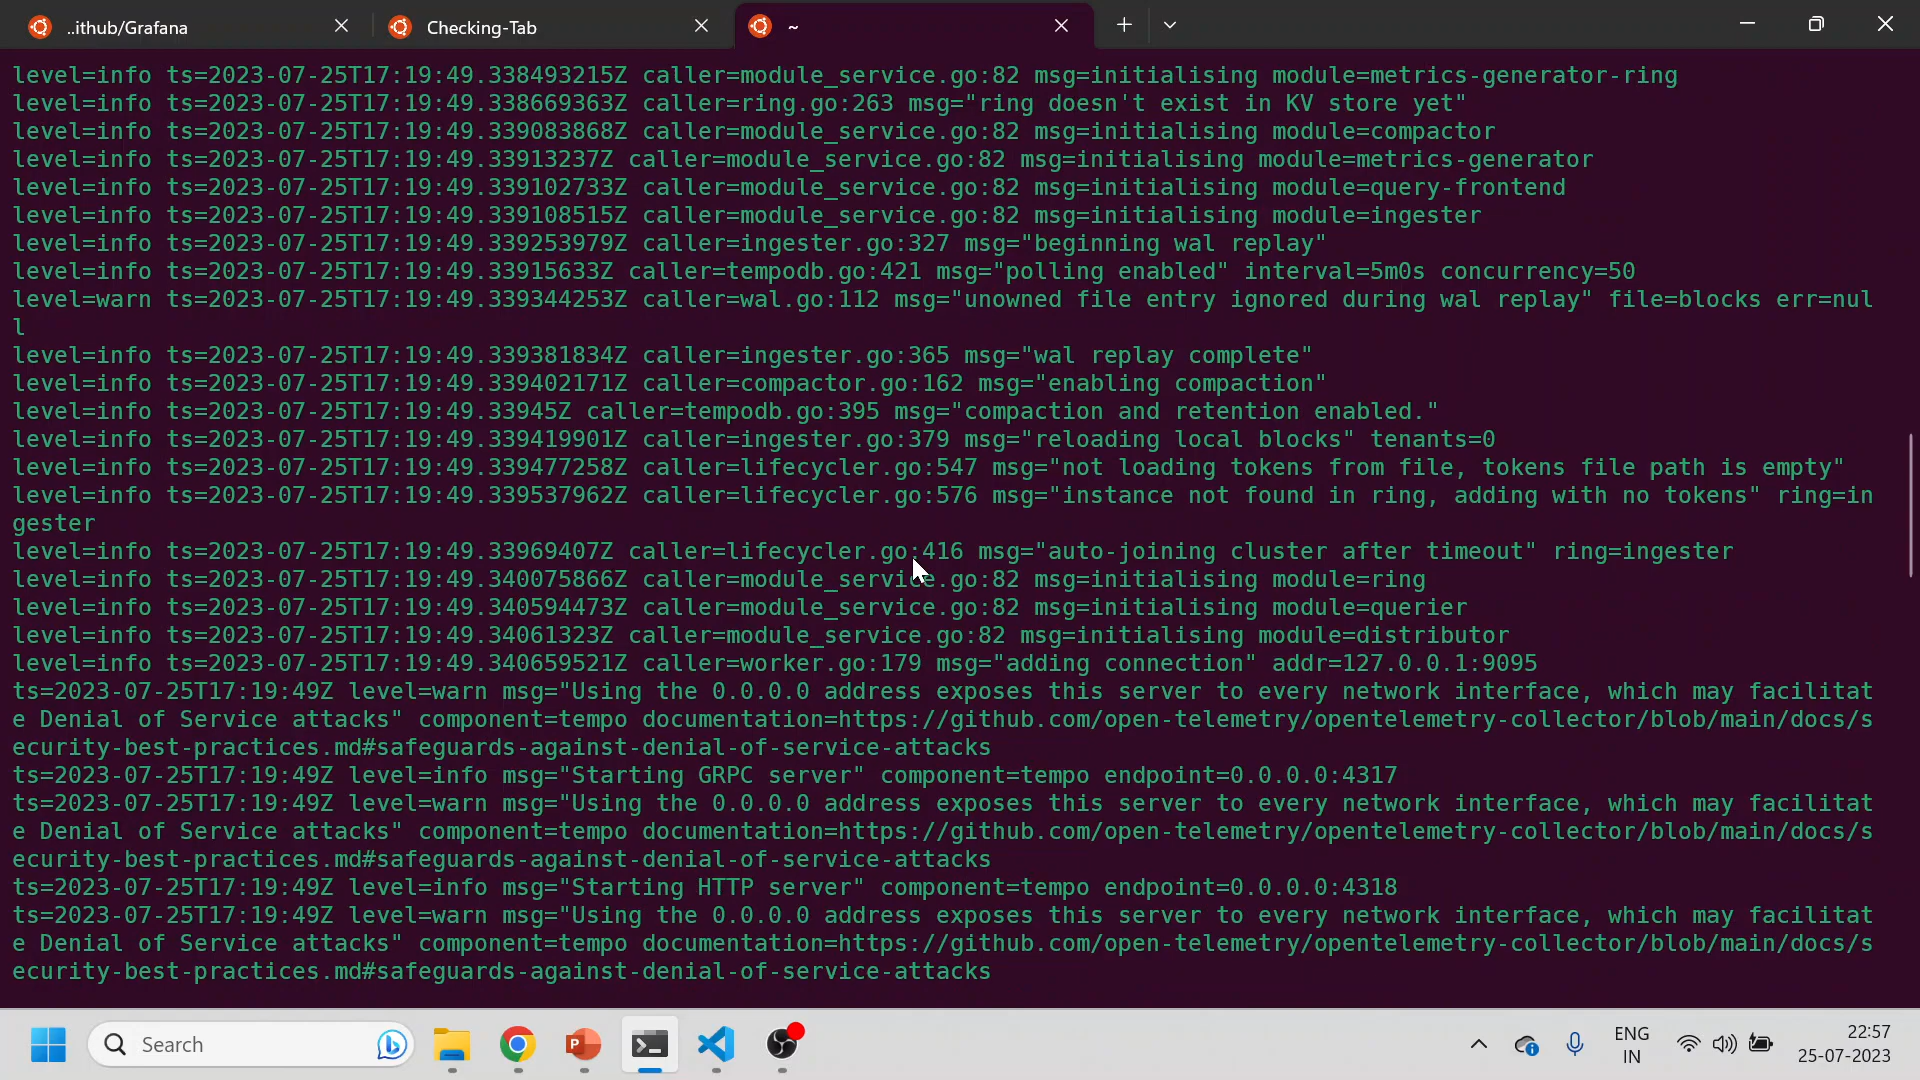 ..ithub/Grafana
Checking-Tab
~
level=info ts=2023-07-25T17:19:49.338493215Z caller=module_service.go:82 msg=initialising module=metrics-generator-ring
level=info ts=2023-07-25T17:19:49.338669363Z caller=ring.go:263 msg="ring doesn't exist in KV store yet"
level=info ts=2023-07-25T17:19:49.339083868Z caller=module_service.go:82 msg=initialising module=compactor
level=info ts=2023-07-25T17:19:49.33913237Z caller=module_service.go:82 msg=initialising module=metrics-generator
level=info ts=2023-07-25T17:19:49.339102733Z caller=module_service.go:82 msg=initialising module=query-frontend
level=info ts=2023-07-25T17:19:49.339108515Z caller=module_service.go:82 msg=initialising module=ingester
level=info ts=2023-07-25T17:19:49.339253979Z caller=ingester.go:327 msg="beginning wal replay"
level=info ts=2023-07-25T17:19:49.33915633Z caller=tempodb.go:421 msg="polling enabled" interval=5m0s concurrency=50
level=warn ts=2023-07-25T17:19:49.339344253Z caller=wal.go:112 msg="unowned file entry ignored during wal replay" file=blocks err=nul
l
level=info ts=2023-07-25T17:19:49.339381834Z caller=ingester.go:365 msg="wal replay complete"
level=info ts=2023-07-25T17:19:49.339402171Z caller=compactor.go:162 msg="enabling compaction"
level=info ts=2023-07-25T17:19:49.33945Z caller=tempodb.go:395 msg="compaction and retention enabled."
level=info ts=2023-07-25T17:19:49.339419901Z caller=ingester.go:379 msg="reloading local blocks" tenants=0
level=info ts=2023-07-25T17:19:49.339477258Z caller=lifecycler.go:547 msg="not loading tokens from file, tokens file path is empty"
level=info ts=2023-07-25T17:19:49.339537962Z caller=lifecycler.go:576 msg="instance not found in ring, adding with no tokens" ring=in
gester
level=info ts=2023-07-25T17:19:49.33969407Z caller=lifecycler.go:416 msg="auto-joining cluster after timeout" ring=ingester
level=info ts=2023-07-25T17:19:49.340075866Z caller=module_service.go:82 msg=initialising module=ring
level=info ts=2023-07-25T17:19:49.340594473Z caller=module_service.go:82 msg=initialising module=querier
level=info ts=2023-07-25T17:19:49.34061323Z caller=module_service.go:82 msg=initialising module=distributor
level=info ts=2023-07-25T17:19:49.340659521Z caller=worker.go:179 msg="adding connection" addr=127.0.0.1:9095
ts=2023-07-25T17:19:49Z level=warn msg="Using the 0.0.0.0 address exposes this server to every network interface, which may facilitat
e Denial of Service attacks" component=tempo documentation=https://github.com/open-telemetry/opentelemetry-collector/blob/main/docs/s
ecurity-best-practices.md#safeguards-against-denial-of-service-attacks
ts=2023-07-25T17:19:49Z level=info msg="Starting GRPC server" component=tempo endpoint=0.0.0.0:4317
ts=2023-07-25T17:19:49Z level=warn msg="Using the 0.0.0.0 address exposes this server to every network interface, which may facilitat
e Denial of Service attacks" component=tempo documentation=https://github.com/open-telemetry/opentelemetry-collector/blob/main/docs/s
ecurity-best-practices.md#safeguards-against-denial-of-service-attacks
ts=2023-07-25T17:19:49Z level=info msg="Starting HTTP server" component=tempo endpoint=0.0.0.0:4318
ts=2023-07-25T17:19:49Z level=warn msg="Using the 0.0.0.0 address exposes this server to every network interface, which may facilitat
e Denial of Service attacks" component=tempo documentation=https://github.com/open-telemetry/opentelemetry-collector/blob/main/docs/s
ecurity-best-practices.md#safeguards-against-denial-of-service-attacks
Search
P
ENG
IN
22:57
25-07-2023